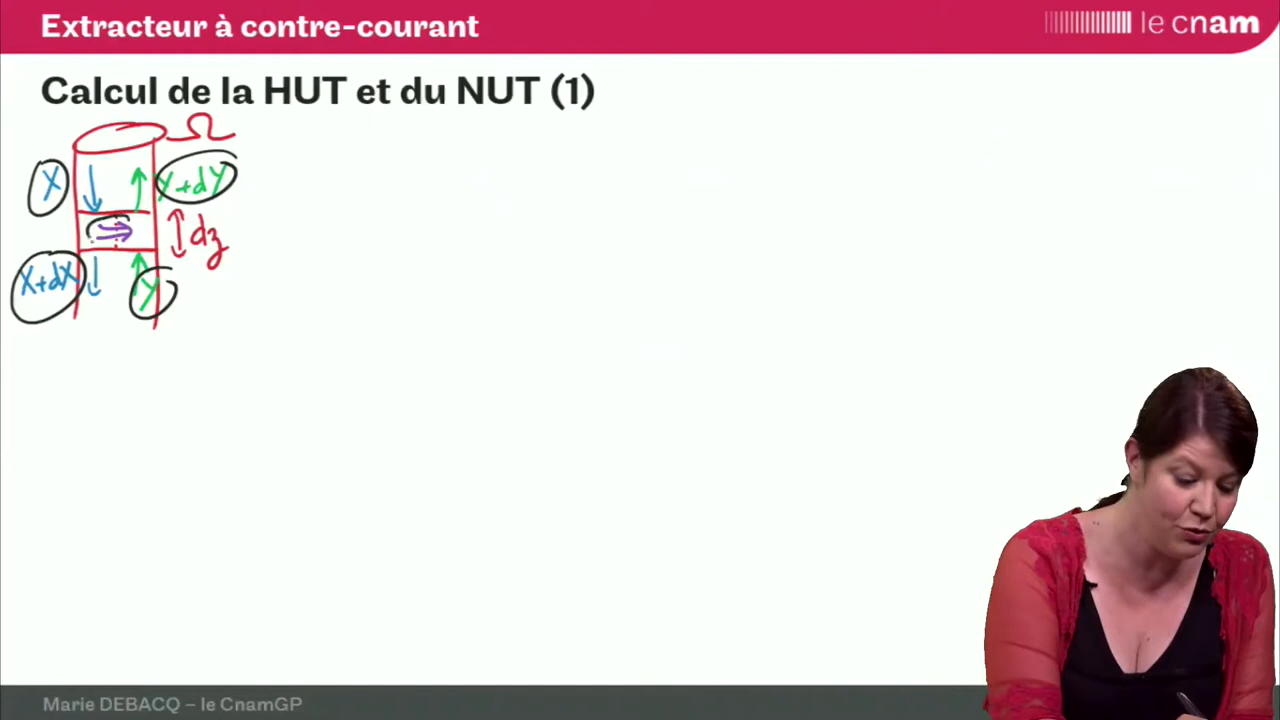 Extracteur à contre-courant
le cnam
Calcul de la HUT et du NUT (1)
Ω
X
Y+dY
dz
X+dX
Y
Marie DEBACQ – le CnamGP